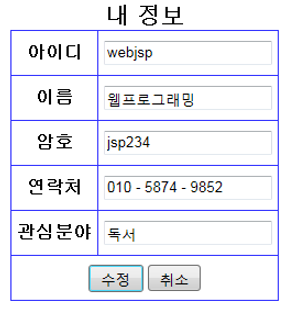 내 정보
아이디 webjsp
이름 웹프로그래밍
암호 jsp234
연락처 010 - 5874 - 9852
관심분야 독서
수정 취소